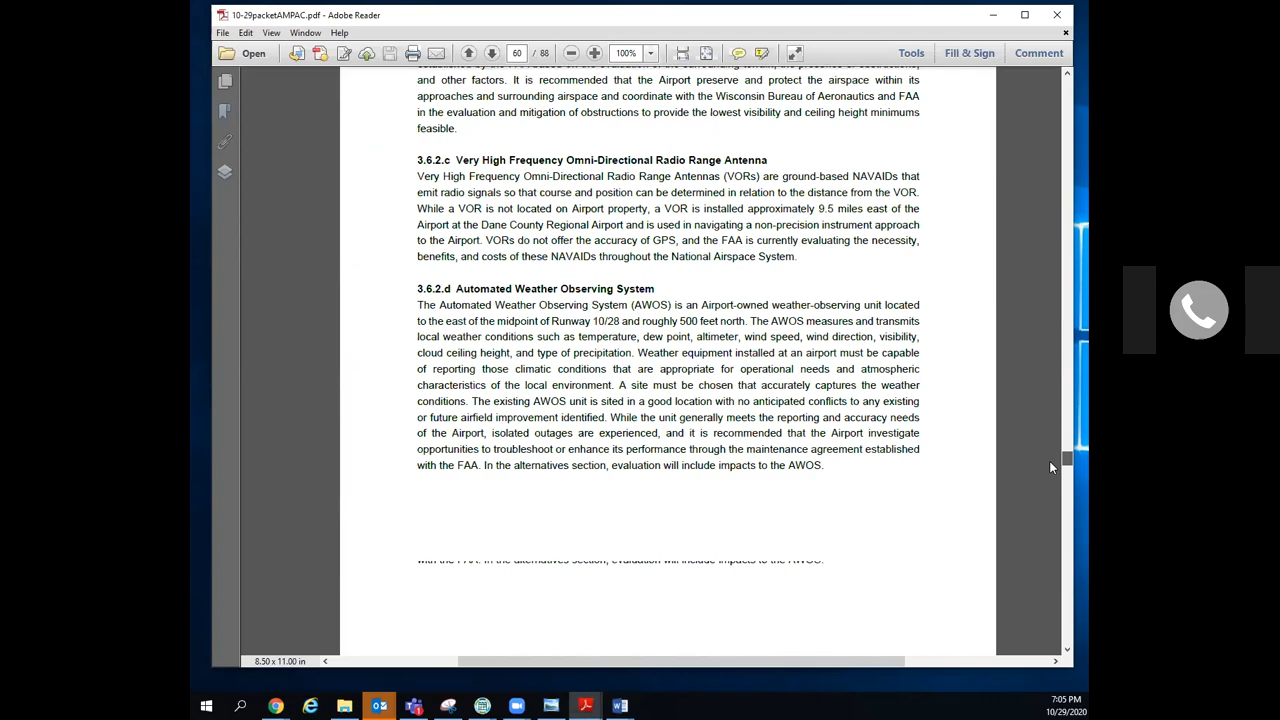 10-29packetAMPAC.pdf - Adobe Reader
File Edit View Window Help
Open 60 / 88 100% Tools Fill & Sign Comment
and other factors. It is recommended that the Airport preserve and protect the airspace within its
approaches and surrounding airspace and coordinate with the Wisconsin Bureau of Aeronautics and FAA
in the evaluation and mitigation of obstructions to provide the lowest visibility and ceiling height minimums
feasible.
3.6.2.c Very High Frequency Omni-Directional Radio Range Antenna
Very High Frequency Omni-Directional Radio Range Antennas (VORs) are ground-based NAVAIDs that
emit radio signals so that course and position can be determined in relation to the distance from the VOR.
While a VOR is not located on Airport property, a VOR is installed approximately 9.5 miles east of the
Airport at the Dane County Regional Airport and is used in navigating a non-precision instrument approach
to the Airport. VORs do not offer the accuracy of GPS, and the FAA is currently evaluating the necessity,
benefits, and costs of these NAVAIDs throughout the National Airspace System.
3.6.2.d Automated Weather Observing System
The Automated Weather Observing System (AWOS) is an Airport-owned weather-observing unit located
to the east of the midpoint of Runway 10/28 and roughly 500 feet north. The AWOS measures and transmits
local weather conditions such as temperature, dew point, altimeter, wind speed, wind direction, visibility,
cloud ceiling height, and type of precipitation. Weather equipment installed at an airport must be capable
of reporting those climatic conditions that are appropriate for operational needs and atmospheric
characteristics of the local environment. A site must be chosen that accurately captures the weather
conditions. The existing AWOS unit is sited in a good location with no anticipated conflicts to any existing
or future airfield improvement identified. While the unit generally meets the reporting and accuracy needs
of the Airport, isolated outages are experienced, and it is recommended that the Airport investigate
opportunities to troubleshoot or enhance its performance through the maintenance agreement established
with the FAA. In the alternatives section, evaluation will include impacts to the AWOS.
with the FAA. In the alternatives section, evaluation will include impacts to the AWOS.
8.50 x 11.00 in
7:05 PM
10/29/2020